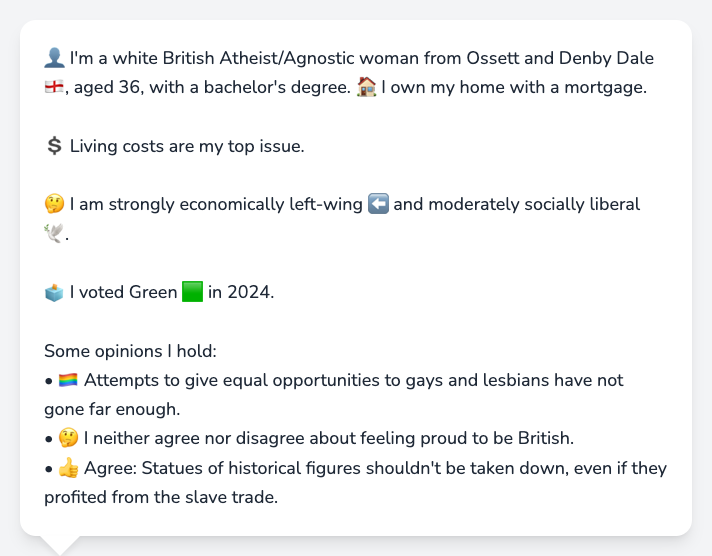 👤 I'm a white British Atheist/Agnostic woman from Ossett and Denby Dale
🏴󠁧󠁢󠁥󠁮󠁧󠁿, aged 36, with a bachelor's degree. 🏠 I own my home with a mortgage.
💲 Living costs are my top issue.
🤔 I am strongly economically left-wing ⬅️ and moderately socially liberal
🕊️.
🗳️ I voted Green 🟩 in 2024.
Some opinions I hold:
• 🏳️‍🌈 Attempts to give equal opportunities to gays and lesbians have not
gone far enough.
• 🤔 I neither agree nor disagree about feeling proud to be British.
• 👍 Agree: Statues of historical figures shouldn't be taken down, even if they
profited from the slave trade.